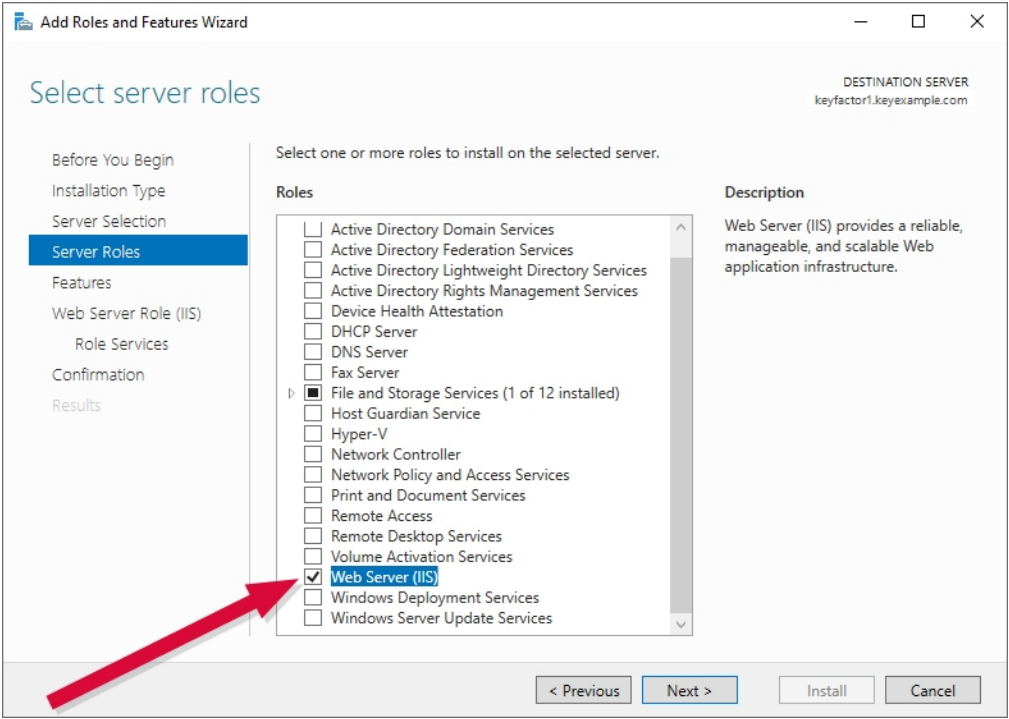 Add Roles and Features Wizard
Select server roles
DESTINATION SERVER
keyfactor1.keyexample.com
Before You Begin
Installation Type
Server Selection
Server Roles
Features
Web Server Role (IIS)
Role Services
Confirmation
Results
Select one or more roles to install on the selected server.
Roles
Active Directory Domain Services
Active Directory Federation Services
Active Directory Lightweight Directory Services
Active Directory Rights Management Services
Device Health Attestation
DHCP Server
DNS Server
Fax Server
File and Storage Services (1 of 12 installed)
Host Guardian Service
Hyper-V
Network Controller
Network Policy and Access Services
Print and Document Services
Remote Access
Remote Desktop Services
Volume Activation Services
Web Server (IIS)
Windows Deployment Services
Windows Server Update Services
Description
Web Server (IIS) provides a reliable,
manageable, and scalable Web
application infrastructure.
< Previous
Next >
Install
Cancel